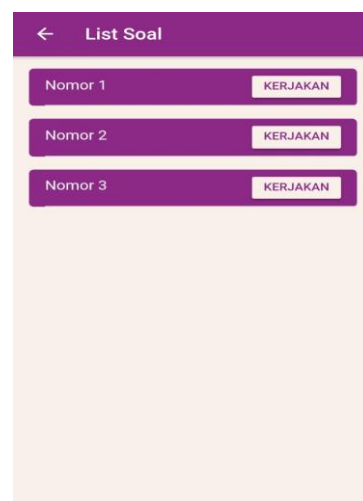 List Soal
Nomor 1 KERJAKAN
Nomor 2 KERJAKAN
Nomor 3 KERJAKAN